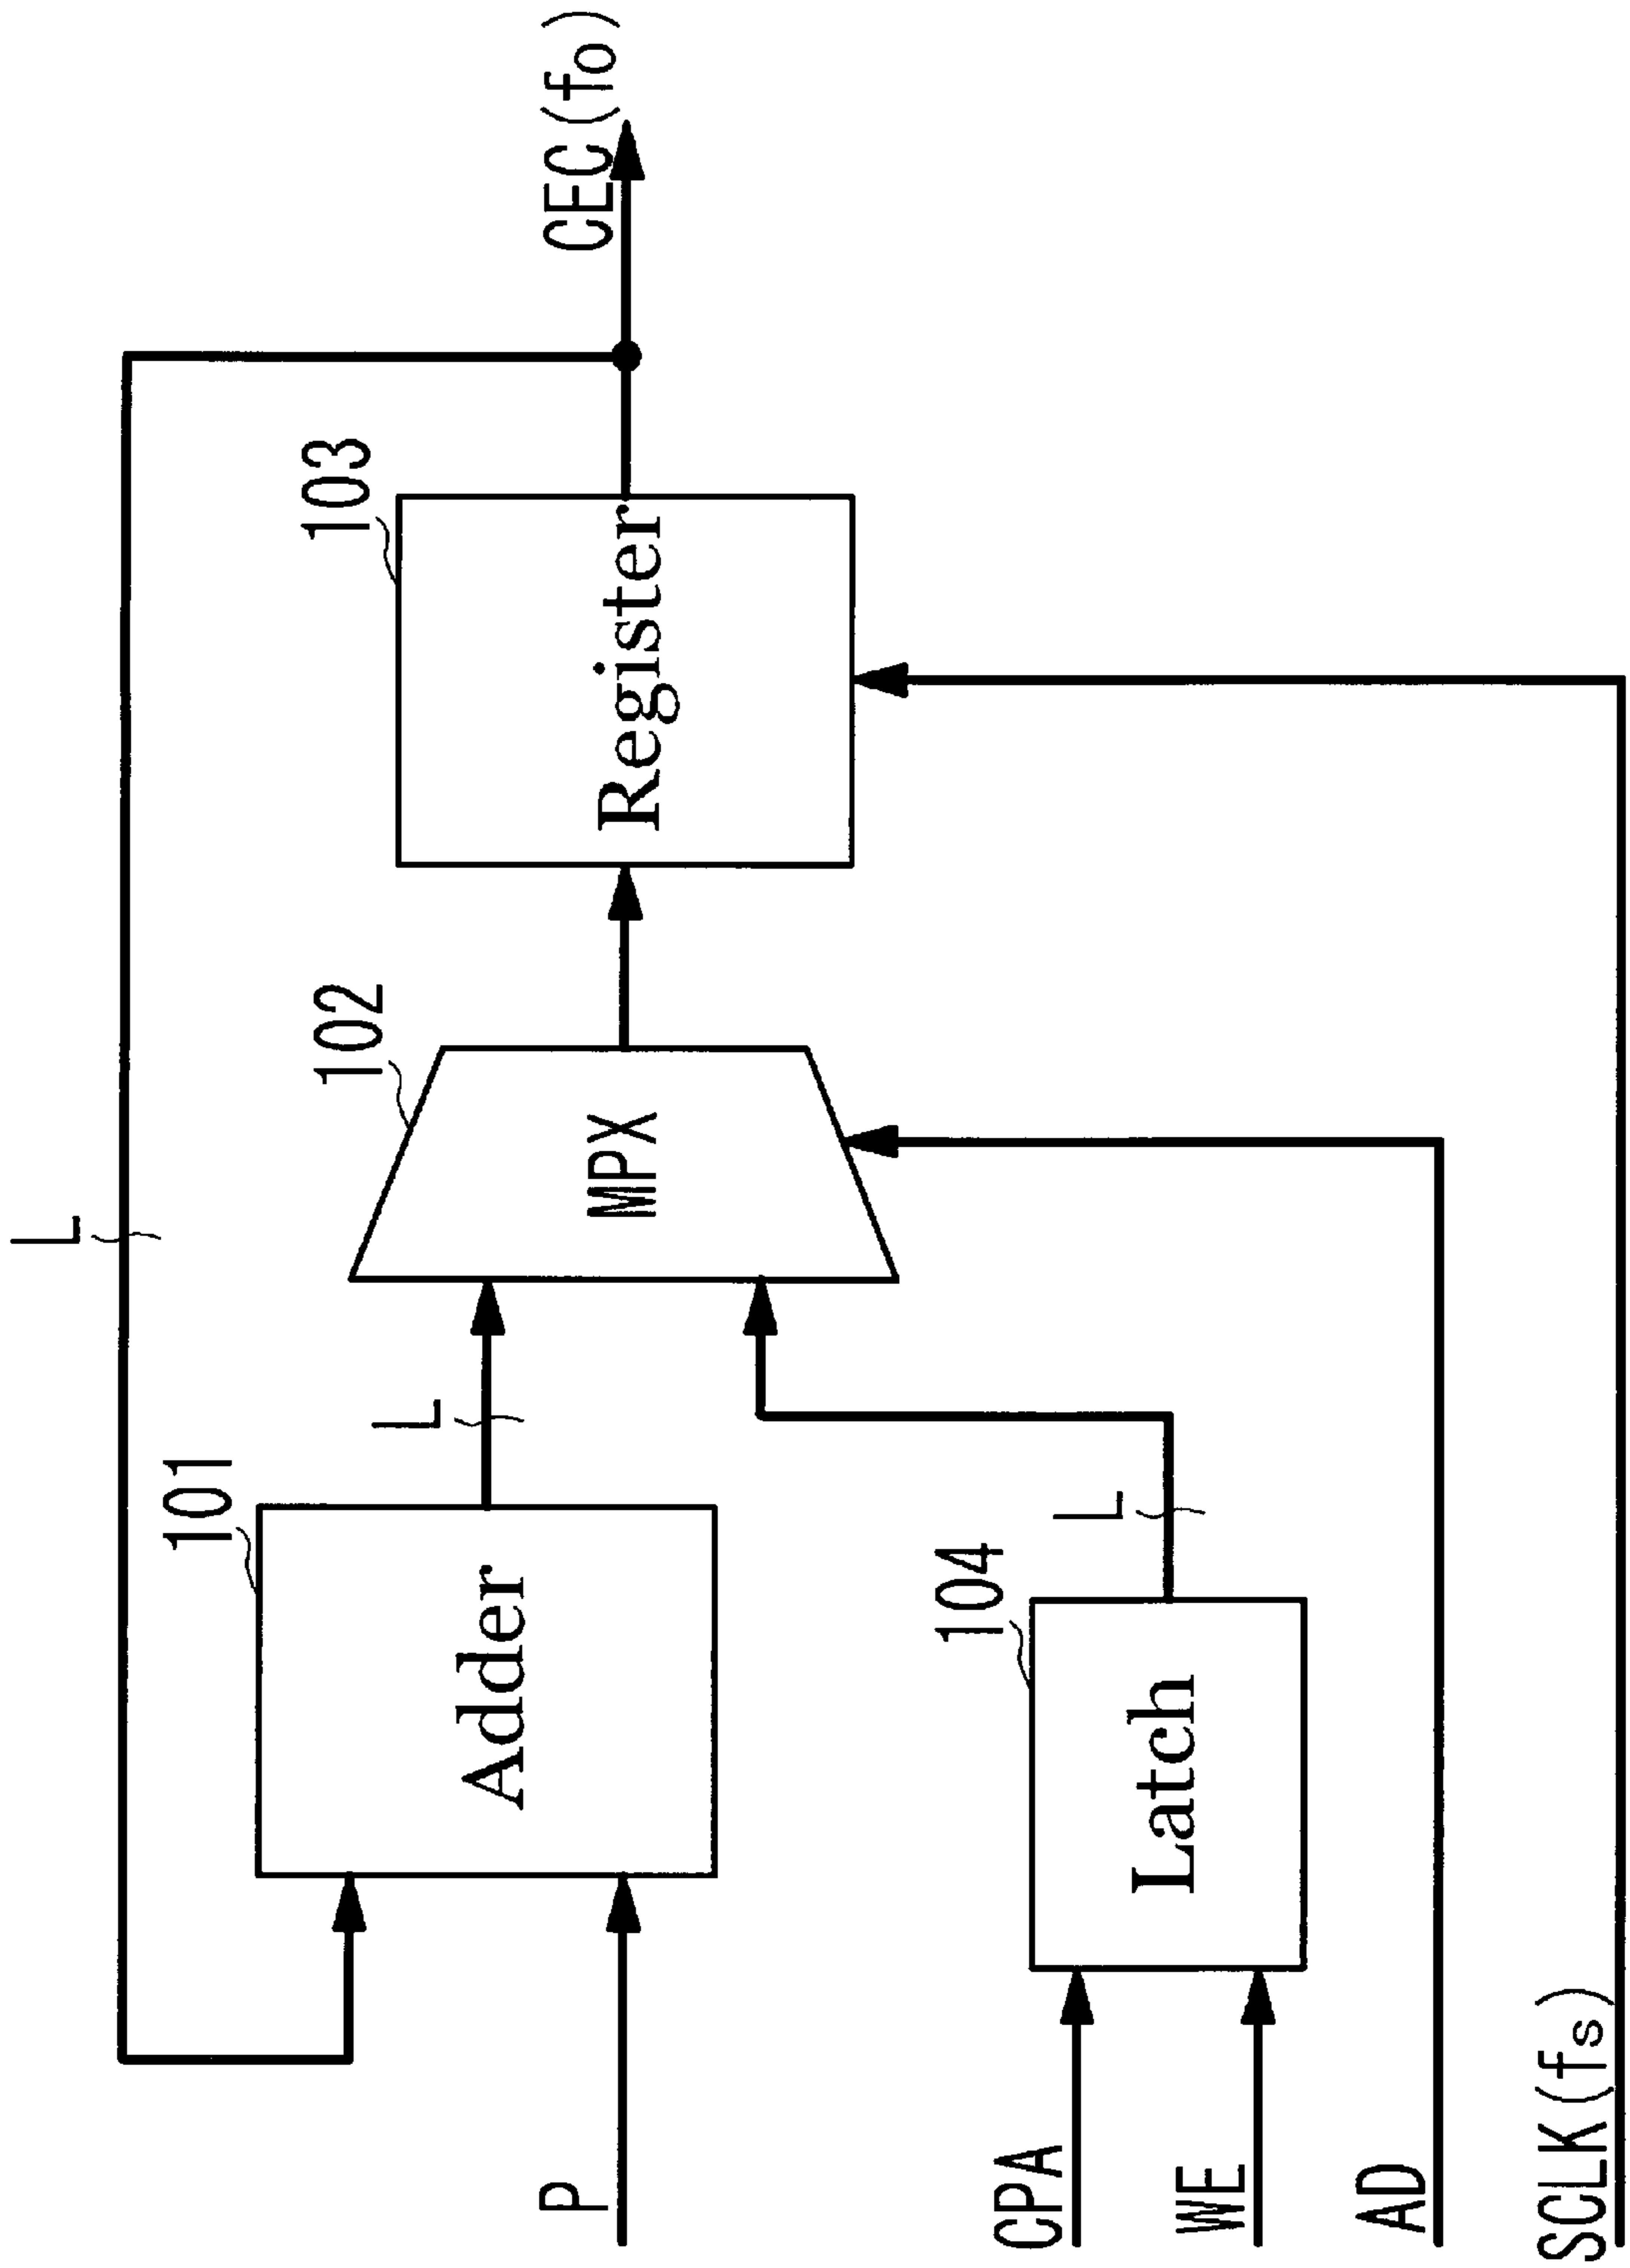 L
101
Adder
L
102
MPX
103
Register
CEC(fo)
P
104
Latch
L
CPA
WE
AD
SCLK(fs)